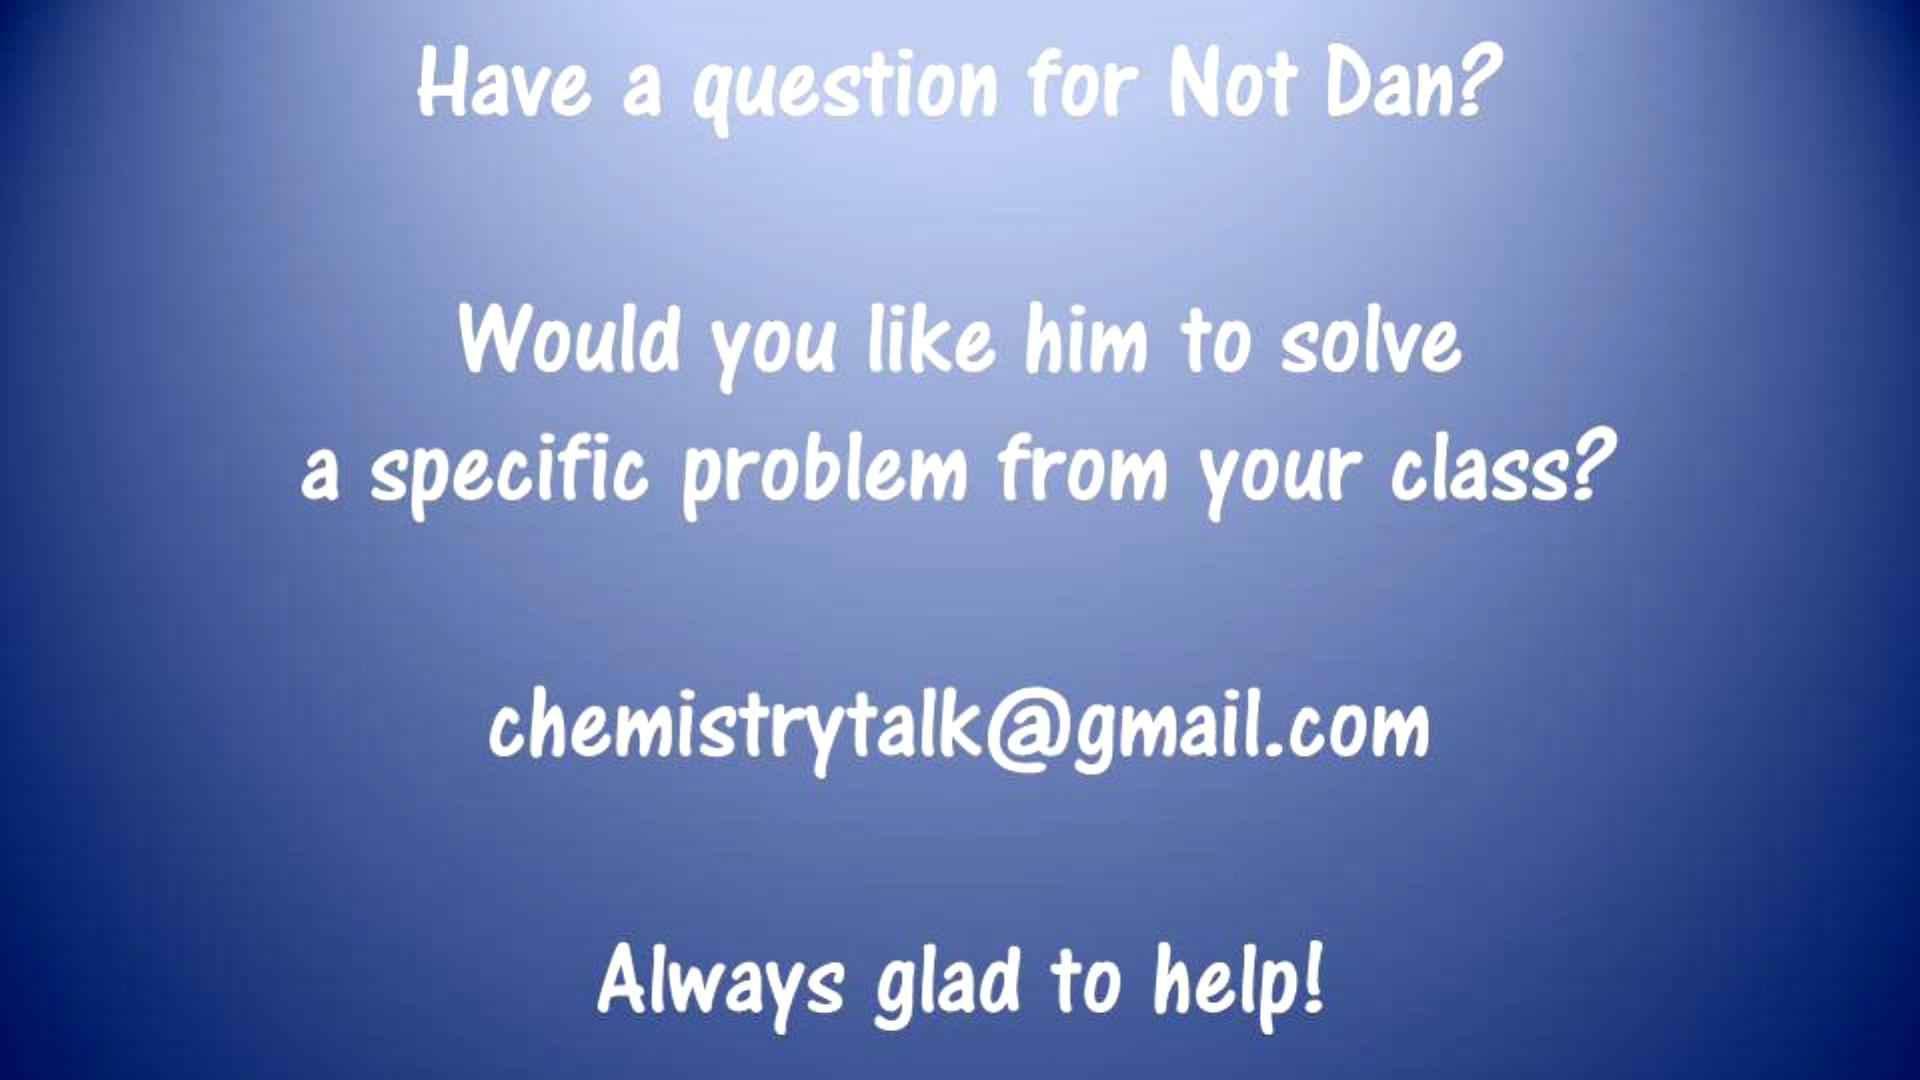 Have a question for Not Dan?
Would you like him to solve
a specific problem from your class?
chemistrytalk@gmail.com
Always glad to help!